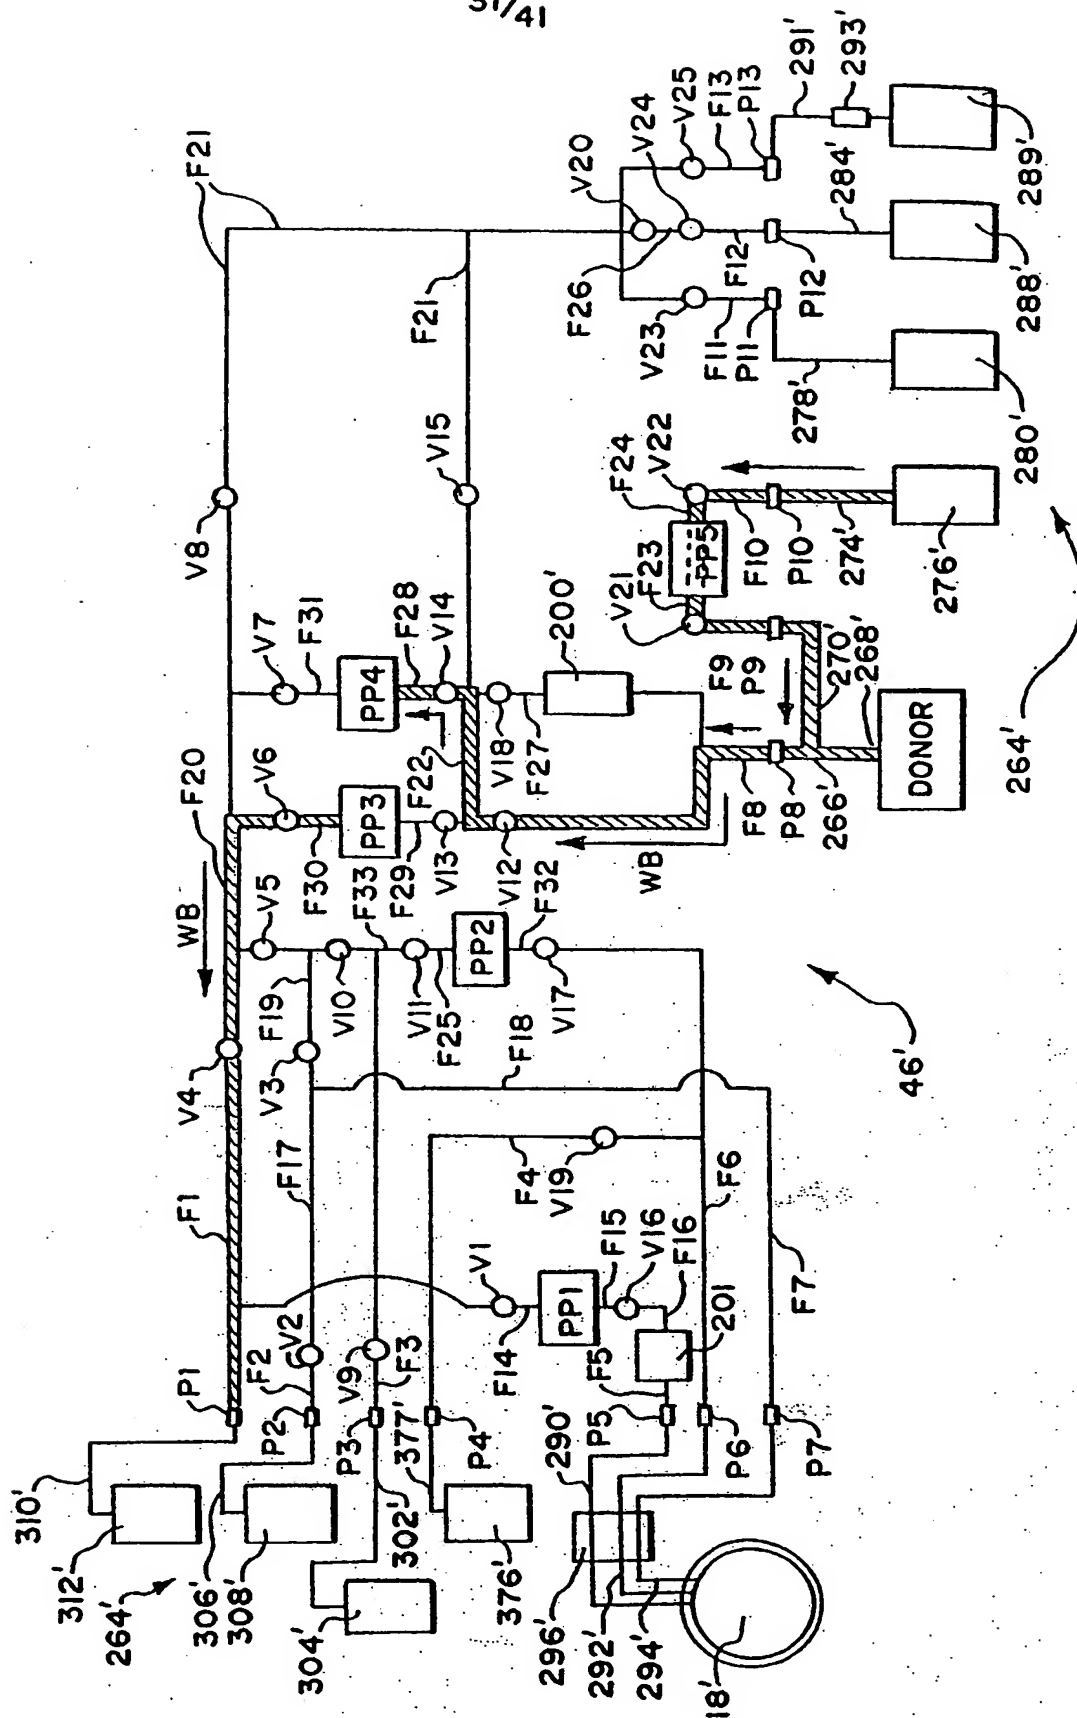 31/41
F21
V8
V7
F31
PP4
F28
V14
F22
F21
V15
V18
F27
200'
V20
V24
V25
F26
V23
F12
F13
P13
F11
P11
P12
291'
293'
284'
278'
289'
288'
280'
F24
V22
PP5
F23
V21
F10
P10
274'
276'
F9
P9
270'
268'
F8
P8
266'
DONOR
264'
F20
V6
PP3
F30
F29
V13
V12
WB
WB
V5
F33
V10
V11
F25
PP2
F32
V17
F19
V3
F18
V4
F17
F1
F4
V19
F6
F7
V1
F14
PP1
F15
V16
F16
201
46'
P1
F2
V2
P2
V9
F3
P3
377'
P4
F5
P5
290'
P6
P7
310'
312'
264'
306'
308'
302'
304'
376'
296'
292'
294'
18'